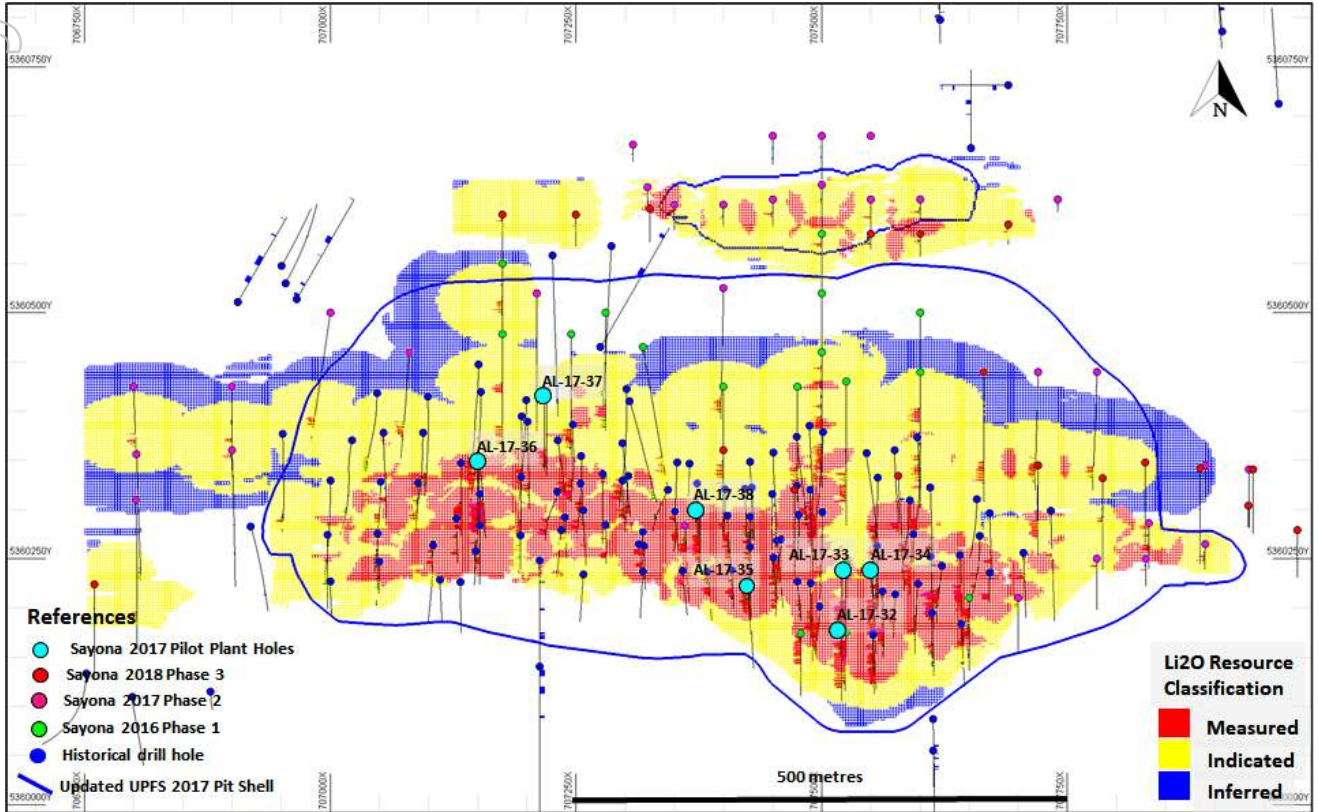 706750X 707000X 707250X 707500X 707750X
5360750Y 5360750Y
N
5360500Y 5360500Y
AL-17-37
AL-17-36
AL-17-38
5360250Y AL-17-33 AL-17-34 5360250Y
AL-17-35
AL-17-32
References
Sayona 2017 Pilot Plant Holes
Sayona 2018 Phase 3
Sayona 2017 Phase 2
Sayona 2016 Phase 1
Historical drill hole
Updated UPFS 2017 Pit Shell
Li2O Resource
Classification
Measured
Indicated
Inferred
500 metres
5360000Y
706750X 707000X 707250X 707750X